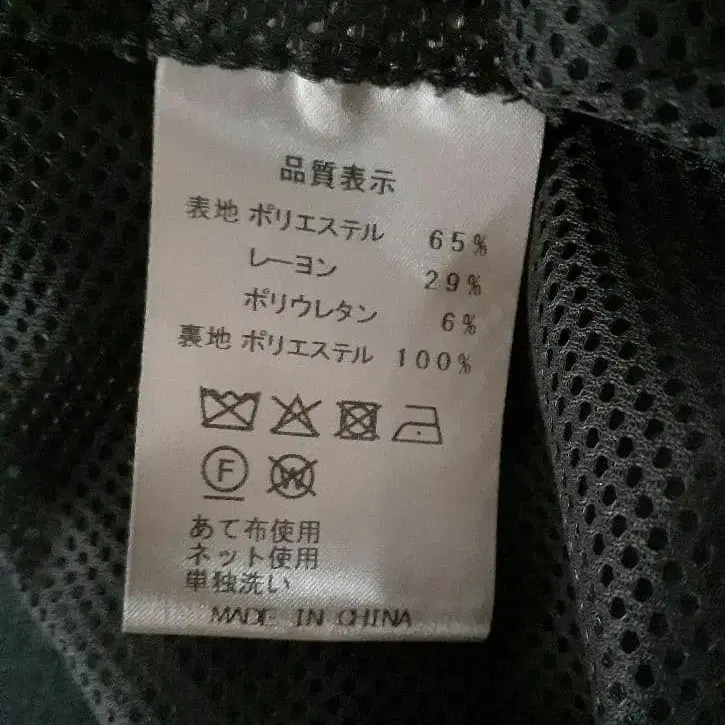 品質表示
表地 ポリエステル 65%
レーヨン 29%
ポリウレタン 6%
裏地 ポリエステル 100%
F W
あて布使用
ネット使用
単独洗い
MADE IN CHINA